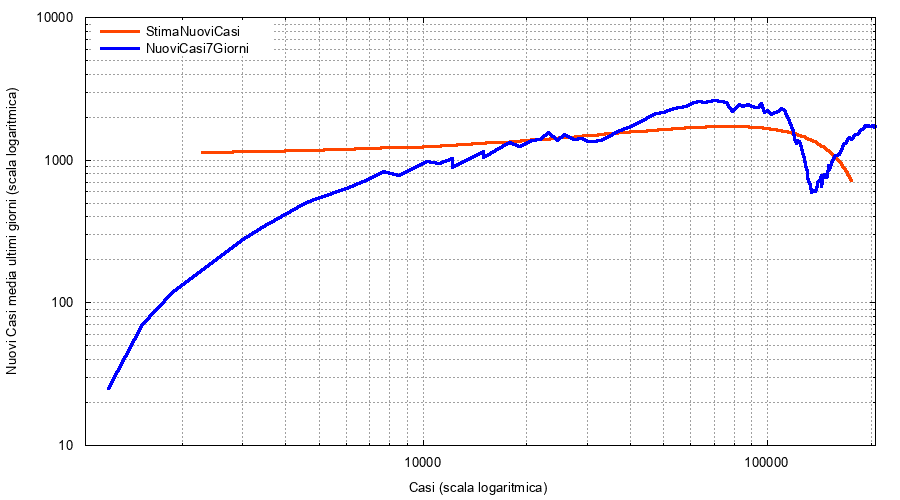 10000
StimaNuoviCasi
NuoviCasi7Giorni
1000
100
10
Nuovi Casi media ultimi giorni (scala logaritmica)
10000
100000
Casi (scala logaritmica)